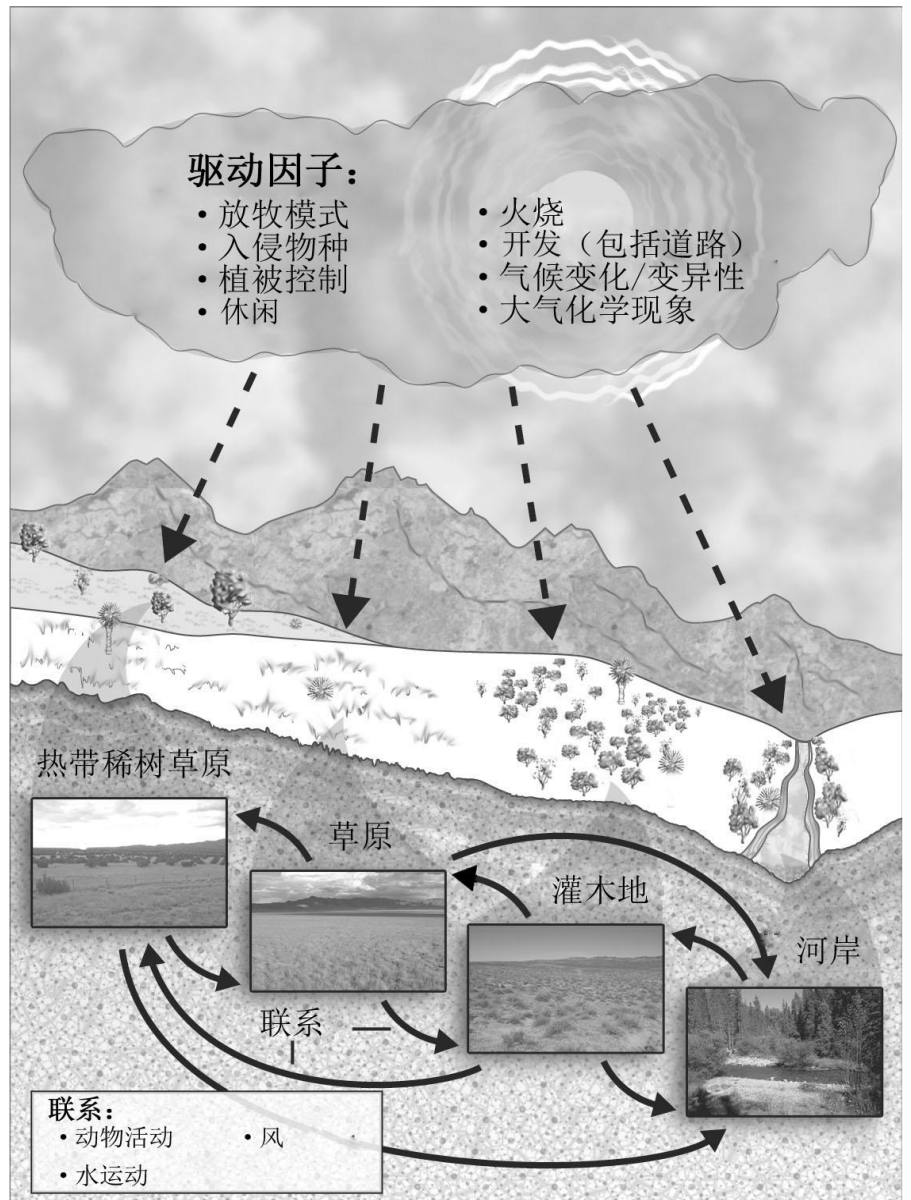 驱动因子：
・放牧模式
・入侵物种
・植被控制
・休闲
・火烧
・开发（包括道路）
・气候变化/变异性
・大气化学现象
热带稀树草原
草原
灌木地
河岸
联系
联系：
・动物活动
・风
・水运动